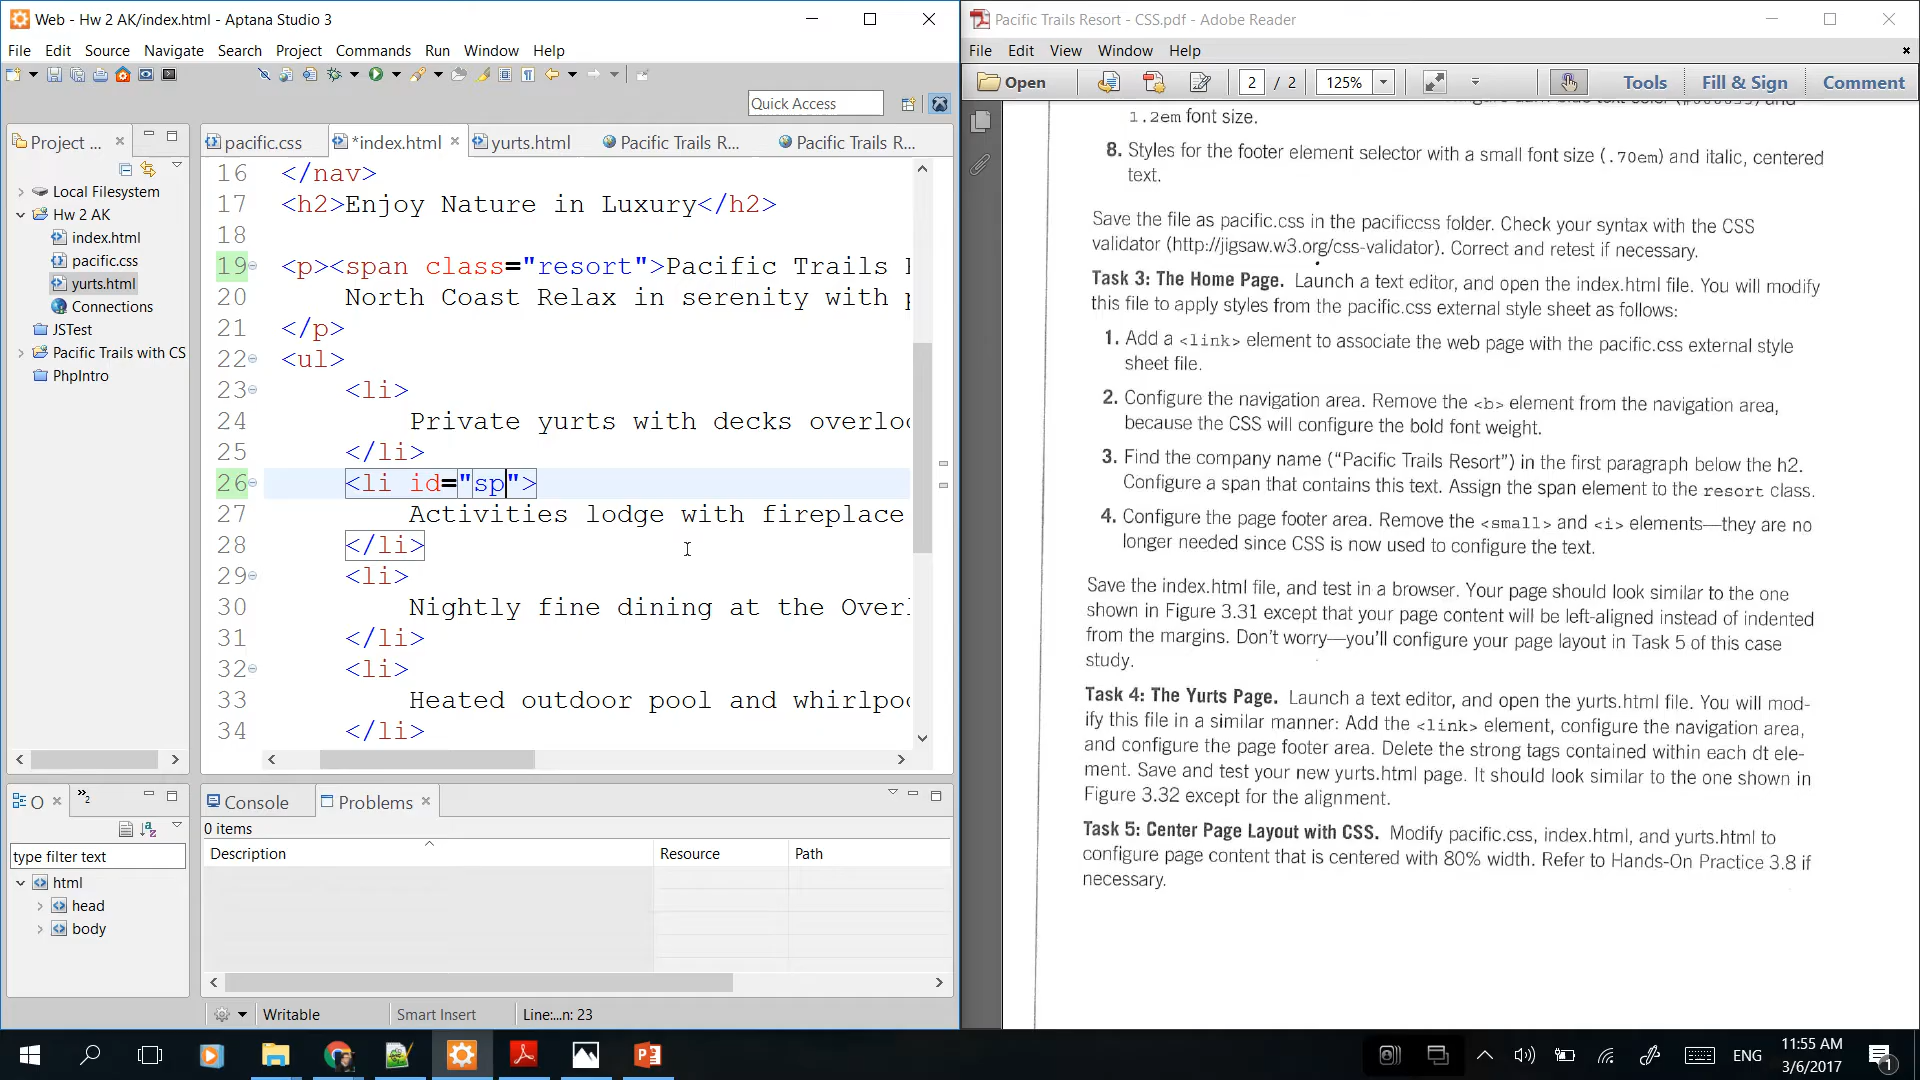 Web - Hw 2 AK/index.html - Aptana Studio 3
File Edit Source Navigate Search Project Commands Run Window Help
Quick Access
Project ...
Local Filesystem
Hw 2 AK
index.html
pacific.css
yurts.html
Connections
JSTest
Pacific Trails with CS
PhpIntro
pacific.css *index.html yurts.html Pacific Trails R... Pacific Trails R...
16 </nav>
17 <h2>Enjoy Nature in Luxury</h2>
18
19 <p><span class="resort">Pacific Trails
20 North Coast Relax in serenity with
21 </p>
22 <ul>
23 <li>
24 Private yurts with decks overloo
25 </li>
26 <li id="sp">
27 Activities lodge with fireplace
28 </li>
29 <li>
30 Nightly fine dining at the Over
31 </li>
32 <li>
33 Heated outdoor pool and whirlpoo
34 </li>
O
»2
type filter text
html
head
body
Console Problems
0 items
Description Resource Path
Writable Smart Insert Line:...n: 23
Pacific Trails Resort - CSS.pdf - Adobe Reader
File Edit View Window Help
Open 2 / 2 125% Tools Fill & Sign Comment
1.2em font size.
8. Styles for the footer element selector with a small font size (.70em) and italic, centered
text.
Save the file as pacific.css in the pacificcss folder. Check your syntax with the CSS
validator (http://jigsaw.w3.org/css-validator). Correct and retest if necessary.
Task 3: The Home Page. Launch a text editor, and open the index.html file. You will modify
this file to apply styles from the pacific.css external style sheet as follows:
1. Add a <link> element to associate the web page with the pacific.css external style
sheet file.
2. Configure the navigation area. Remove the <b> element from the navigation area,
because the CSS will configure the bold font weight.
3. Find the company name (“Pacific Trails Resort”) in the first paragraph below the h2.
Configure a span that contains this text. Assign the span element to the resort class.
4. Configure the page footer area. Remove the <small> and <i> elements—they are no
longer needed since CSS is now used to configure the text.
Save the index.html file, and test in a browser. Your page should look similar to the one
shown in Figure 3.31 except that your page content will be left-aligned instead of indented
from the margins. Don’t worry—you’ll configure your page layout in Task 5 of this case
study.
Task 4: The Yurts Page. Launch a text editor, and open the yurts.html file. You will mod-
ify this file in a similar manner: Add the <link> element, configure the navigation area,
and configure the page footer area. Delete the strong tags contained within each dt ele-
ment. Save and test your new yurts.html page. It should look similar to the one shown in
Figure 3.32 except for the alignment.
Task 5: Center Page Layout with CSS. Modify pacific.css, index.html, and yurts.html to
configure page content that is centered with 80% width. Refer to Hands-On Practice 3.8 if
necessary.
ENG
11:55 AM
3/6/2017
1